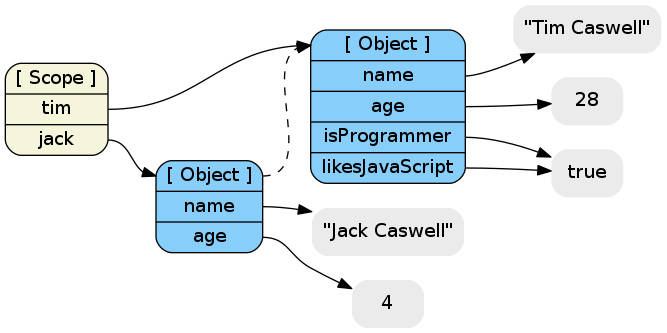 [ Scope ]
tim
jack
[ Object ]
name
age
[ Object ]
name
age
isProgrammer
likesJavaScript
"Tim Caswell"
28
true
"Jack Caswell"
4